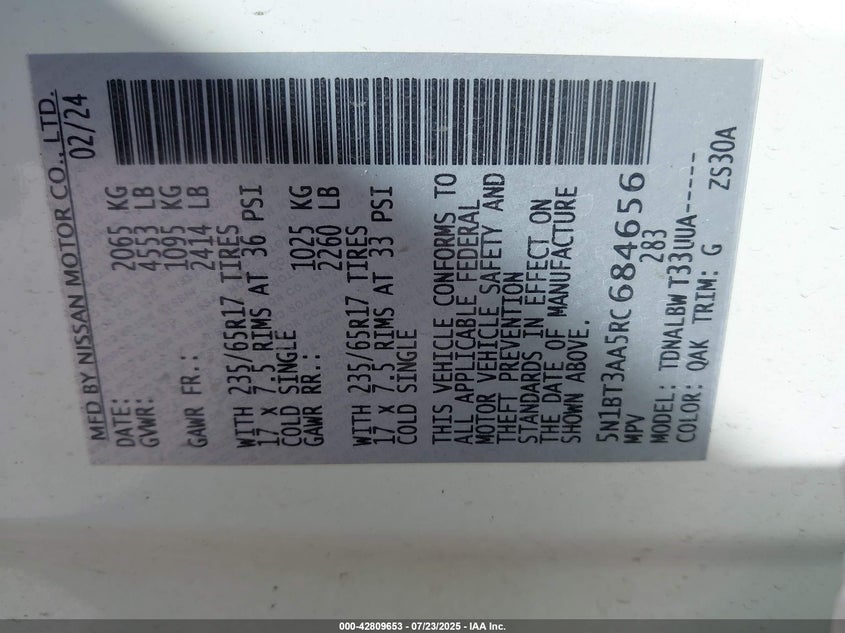 MFD BY NISSAN MOTOR CO., LTD.
DATE: 02/24
GVWR: 2065 KG
4553 LB
GAWR FR.: 1095 KG
2414 LB
WITH 235/65R17 TIRES
17 X 7.5 RIMS AT 36 PSI
COLD SINGLE
GAWR RR.: 1025 KG
2260 LB
WITH 235/65R17 TIRES
17 X 7.5 RIMS AT 33 PSI
COLD SINGLE
THIS VEHICLE CONFORMS TO
ALL APPLICABLE FEDERAL
MOTOR VEHICLE SAFETY AND
THEFT PREVENTION
STANDARDS IN EFFECT ON
THE DATE OF MANUFACTURE
SHOWN ABOVE.
5N1BT3AA5RC684656
MPV 283
MODEL: TDNALBW T33UUA-----
COLOR: QAK TRIM: G ZS30A
000-42809653 - 07/23/2025 - IAA Inc.